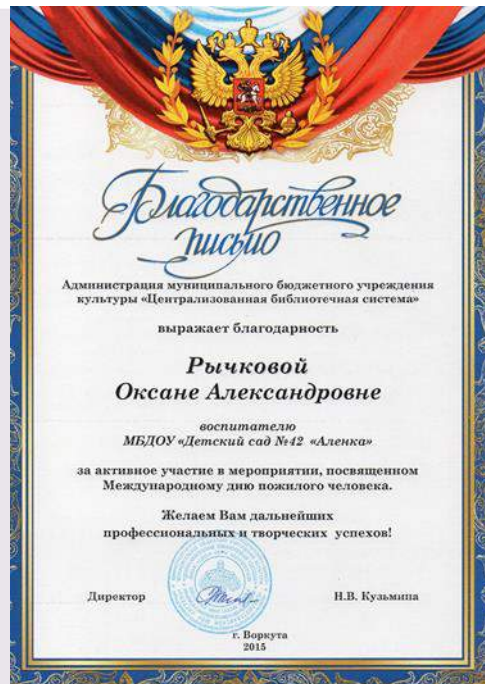 Благодарственное
письмо
Администрация муниципального бюджетного учреждения
культуры «Централизованная библиотечная система»
выражает благодарность
Рычковой
Оксане Александровне
воспитателю
МБДОУ «Детский сад №42 «Аленка»
за активное участие в мероприятии, посвященном
Международному дню пожилого человека.
Желаем Вам дальнейших
профессиональных и творческих успехов!
Директор Н.В. Кузьмина
г. Воркута
2015